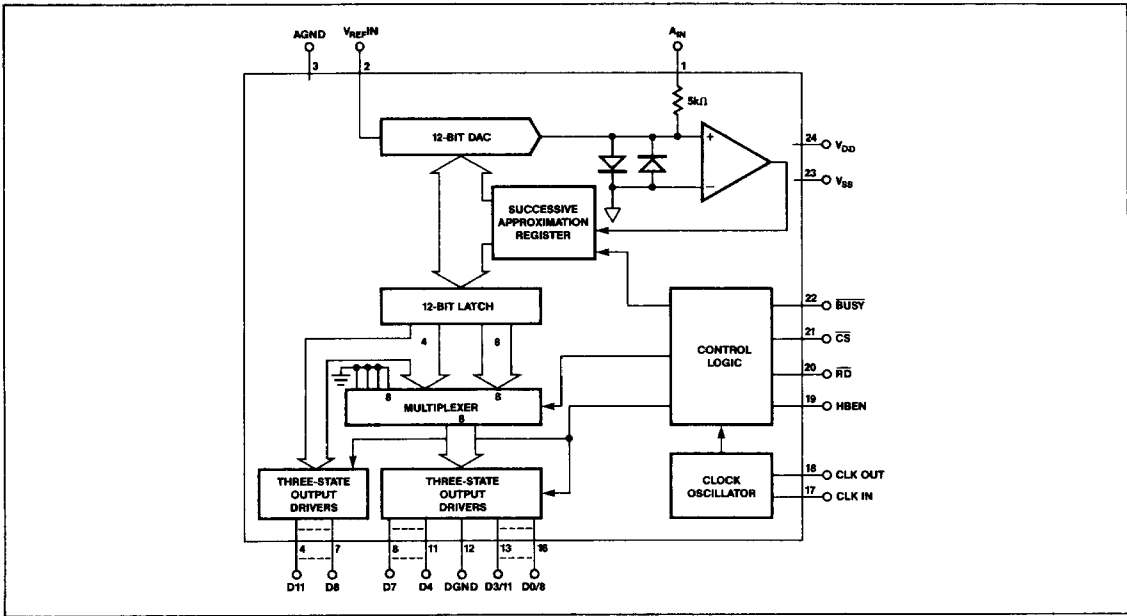 AGND
VREFIN
AIN
3
2
1
5kΩ
12-BIT DAC
+
−
24
VDD
23
VSS
SUCCESSIVE
APPROXIMATION
REGISTER
12-BIT LATCH
22
BUSY
21
CS
4
8
CONTROL
LOGIC
20
RD
19
HBEN
8
8
MULTIPLEXER
8
THREE-STATE
OUTPUT
DRIVERS
THREE-STATE
OUTPUT
DRIVERS
CLOCK
OSCILLATOR
18
CLK OUT
17
CLK IN
4
7
8
11
12
13
16
D11
D8
D7
D4
DGND
D3/11
D0/8